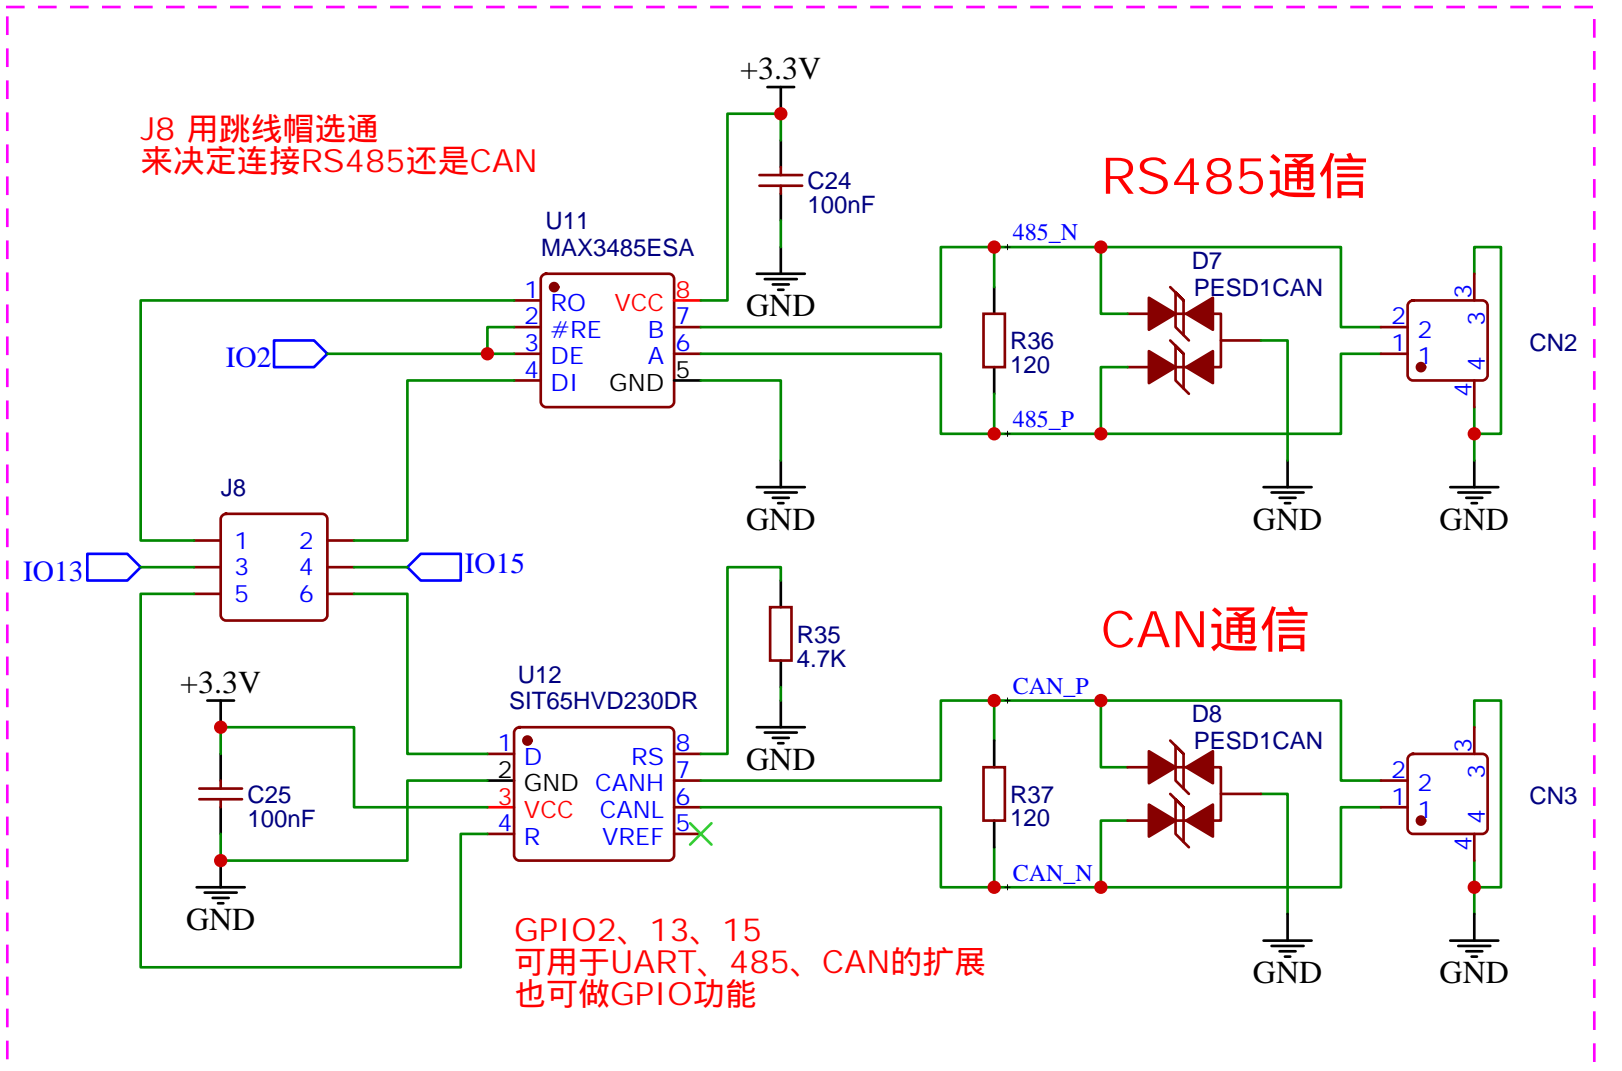 +3.3V
J8 用跳线帽选通
来决定连接RS485还是CAN
C24
100nF
GND
RS485通信
U11
MAX3485ESA
1 RO
2 #RE
3 DE
4 DI
VCC 8
B 7
A 6
GND 5
GND
IO2
485_N
R36
120
485_P
D7
PESD1CAN
GND
2 2
1 1
3 3
4 4
CN2
GND
J8
1 2
3 4
5 6
IO13
IO15
CAN通信
R35
4.7K
GND
+3.3V
C25
100nF
GND
U12
SIT65HVD230DR
1 D
2 GND
3 VCC
4 R
RS 8
CANH 7
CANL 6
VREF 5
CAN_P
R37
120
CAN_N
D8
PESD1CAN
GND
2 2
1 1
3 3
4 4
CN3
GND
GPIO2、13、15
可用于UART、485、CAN的扩展
也可做GPIO功能